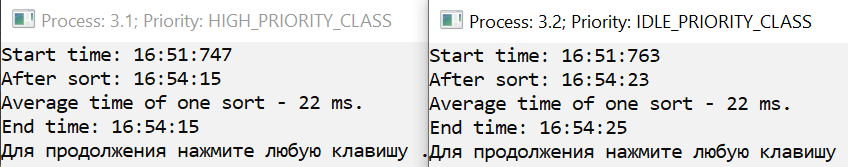 Process: 3.1; Priority: HIGH_PRIORITY_CLASS
Start time: 16:51:747
After sort: 16:54:15
Average time of one sort - 22 ms.
End time: 16:54:15
Для продолжения нажмите любую клавишу .
Process: 3.2; Priority: IDLE_PRIORITY_CLASS
Start time: 16:51:763
After sort: 16:54:23
Average time of one sort - 22 ms.
End time: 16:54:25
Для продолжения нажмите любую клавишу